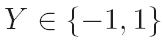 Y ∈ {−1, 1}